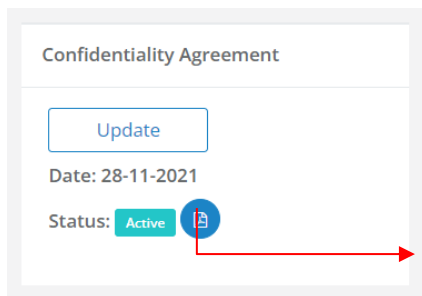 Confidentiality Agreement
Update
Date: 28-11-2021
Status: Active